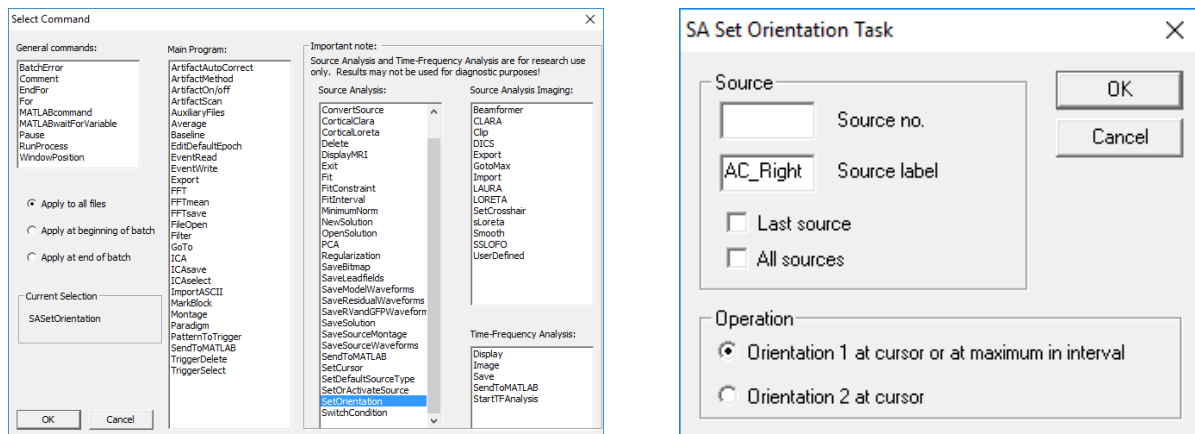 Select Command
General commands:
BatchError
Comment
EndFor
For
MATLABcommand
MATLABwaitForVariable
Pause
RunProcess
WindowPosition
Apply to all files
Apply at beginning of batch
Apply at end of batch
Current Selection
SASetOrientation
OK
Cancel
Main Program:
ArtifactAutoCorrect
ArtifactMethod
ArtifactOn/off
ArtifactScan
AuxiliaryFiles
Average
Baseline
EditDefaultEpoch
EventRead
EventWrite
Export
FFT
FFTmean
FFTsave
FileOpen
Filter
GoTo
ICA
ICAsave
ICAselect
ImportASCII
MarkBlock
Montage
Paradigm
PatternToTrigger
SendToMATLAB
TriggerDelete
TriggerSelect
Important note:
Source Analysis and Time-Frequency Analysis are for research use
only. Results may not be used for diagnostic purposes!
Source Analysis:
ConvertSource
CorticalClara
CorticalLoreta
Delete
DisplayMRI
Exit
Fit
FitConstraint
FitInterval
MinimumNorm
NewSolution
OpenSolution
PCA
Regularization
SaveBitmap
SaveLeadfields
SaveModelWaveforms
SaveResidualWaveforms
SaveRVandGFPWaveform
SaveSolution
SaveSourceMontage
SaveSourceWaveforms
SendToMATLAB
SetCursor
SetDefaultSourceType
SetOrActivateSource
SetOrientation
SwitchCondition
Source Analysis Imaging:
Beamformer
CLARA
Clip
DICS
Export
GotoMax
Import
LAURA
LORETA
SetCrosshair
sLoreta
Smooth
SSLOFO
UserDefined
Time-Frequency Analysis:
Display
Image
Save
SendToMATLAB
StartTFAnalysis
SA Set Orientation Task
Source
Source no.
AC_Right Source label
Last source
All sources
OK
Cancel
Operation
Orientation 1 at cursor or at maximum in interval
Orientation 2 at cursor